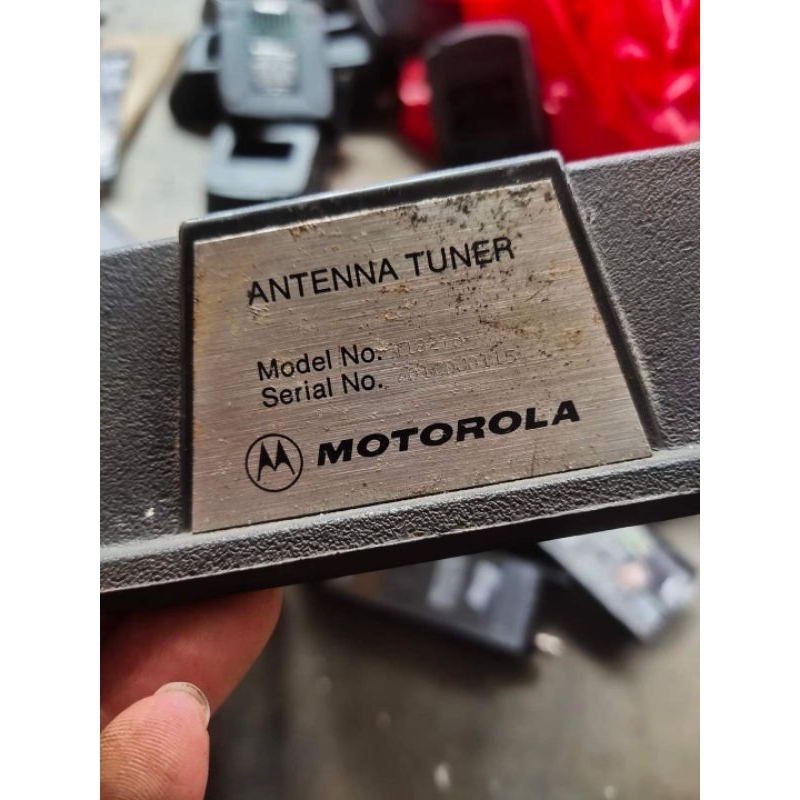 ANTENNA TUNER
Model No.
Serial No.
MOTOROLA